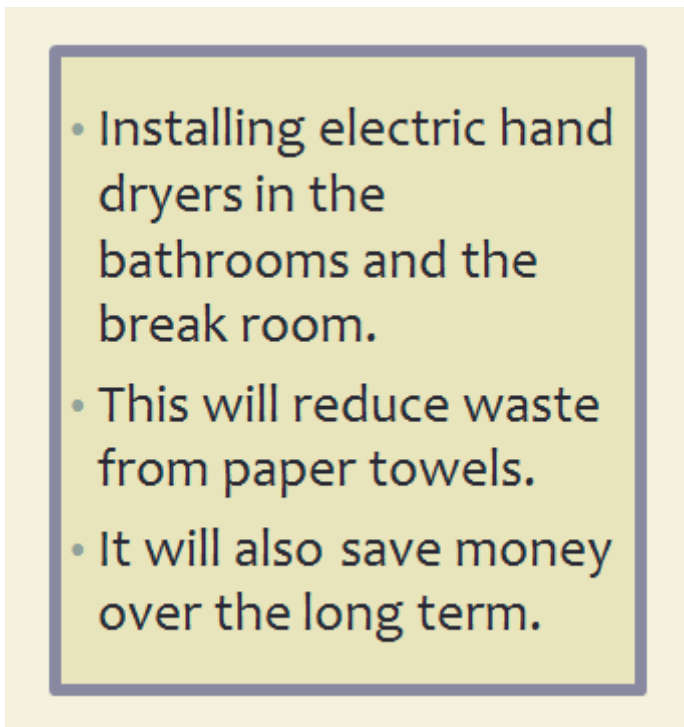 • Installing electric hand
dryers in the
bathrooms and the
break room.
• This will reduce waste
from paper towels.
• It will also save money
over the long term.